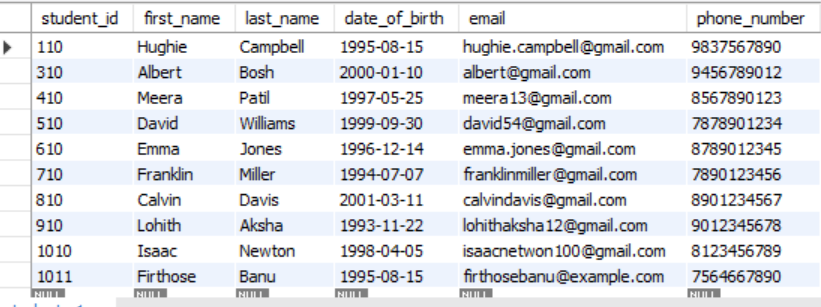 student_id first_name last_name date_of_birth email phone_number
110 Hughie Campbell 1995-08-15 hughie.campbell@gmail.com 9837567890
310 Albert Bosh 2000-01-10 albert@gmail.com 9456789012
410 Meera Patil 1997-05-25 meera13@gmail.com 8567890123
510 David Williams 1999-09-30 david54@gmail.com 7878901234
610 Emma Jones 1996-12-14 emma.jones@gmail.com 8789012345
710 Franklin Miller 1994-07-07 franklinmiller@gmail.com 7890123456
810 Calvin Davis 2001-03-11 calvindavis@gmail.com 8901234567
910 Lohith Aksha 1993-11-22 lohithaksha12@gmail.com 9012345678
1010 Isaac Newton 1998-04-05 isaacnetwon100@gmail.com 8123456789
1011 Firthose Banu 1995-08-15 firthosebanu@example.com 7564667890
NULL NULL NULL NULL NULL NULL